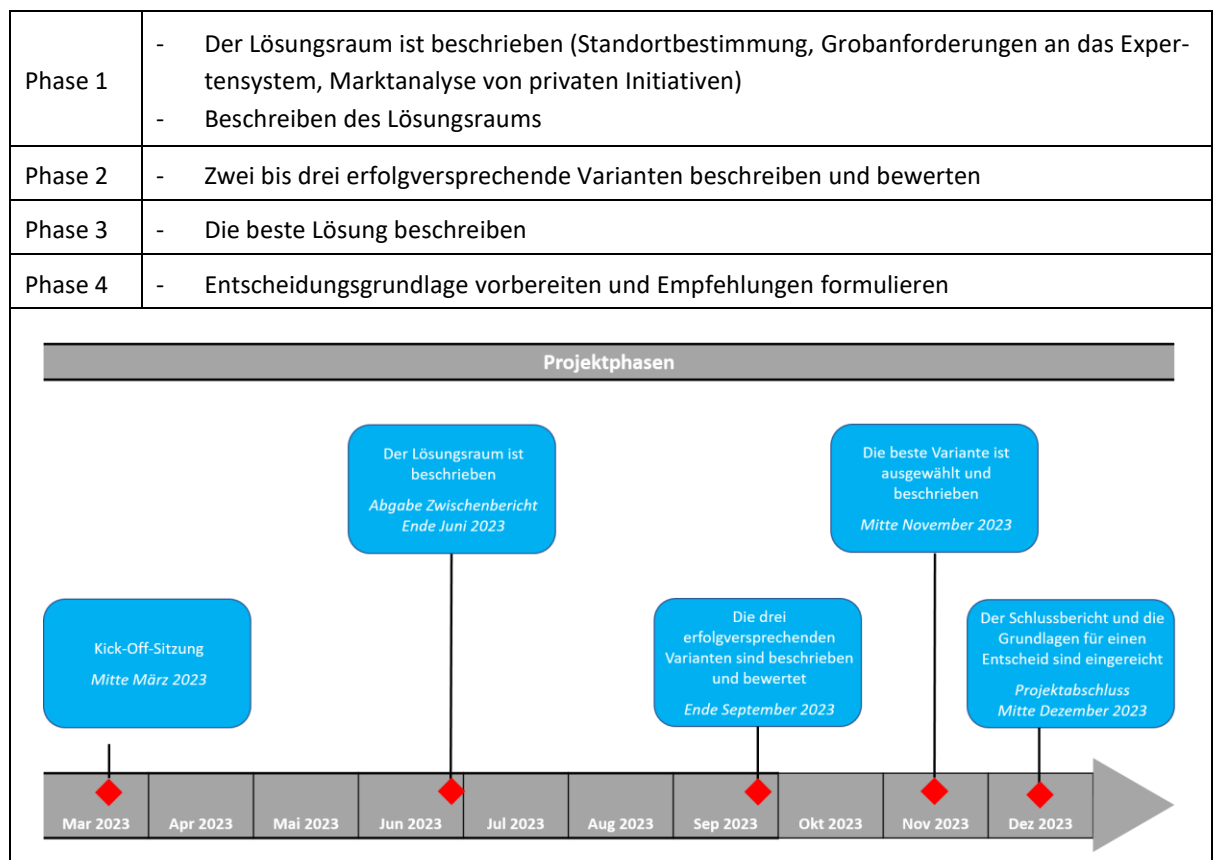 Phase 1
- Der Lösungsraum ist beschrieben (Standortbestimmung, Grobanforderungen an das Exper-
tensystem, Marktanalyse von privaten Initiativen)
- Beschreiben des Lösungsraums
Phase 2
- Zwei bis drei erfolgversprechende Varianten beschreiben und bewerten
Phase 3
- Die beste Lösung beschreiben
Phase 4
- Entscheidungsgrundlage vorbereiten und Empfehlungen formulieren
Projektphasen
Kick-Off-Sitzung
Mitte März 2023
Der Lösungsraum ist
beschrieben
Abgabe Zwischenbericht
Ende Juni 2023
Die drei
erfolgversprechenden
Varianten sind beschrieben
und bewertet
Ende September 2023
Die beste Variante ist
ausgewählt und
beschrieben
Mitte November 2023
Der Schlussbericht und die
Grundlagen für einen
Entscheid sind eingereicht
Projektabschluss
Mitte Dezember 2023
Mar 2023
Apr 2023
Mai 2023
Jun 2023
Jul 2023
Aug 2023
Sep 2023
Okt 2023
Nov 2023
Dez 2023